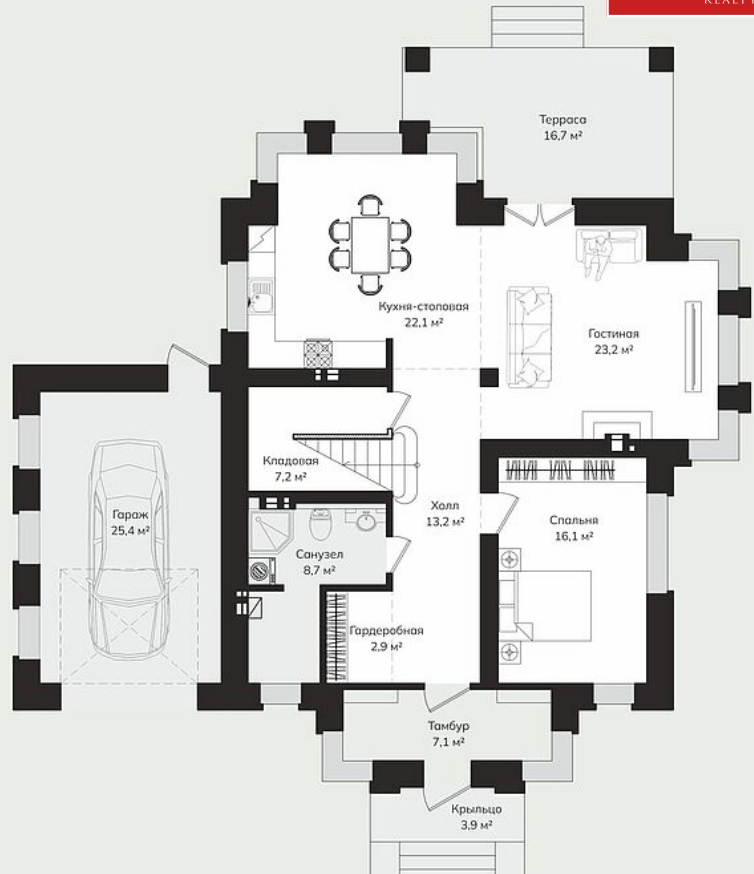 Терраса
16,7 м²
Кухня-столовая
22,1 м²
Гостиная
23,2 м²
Кладовая
7,2 м²
Гараж
25,4 м²
Холл
13,2 м²
Спальня
16,1 м²
Санузел
8,7 м²
Гардеробная
2,9 м²
Тамбур
7,1 м²
Крыльцо
3,9 м²